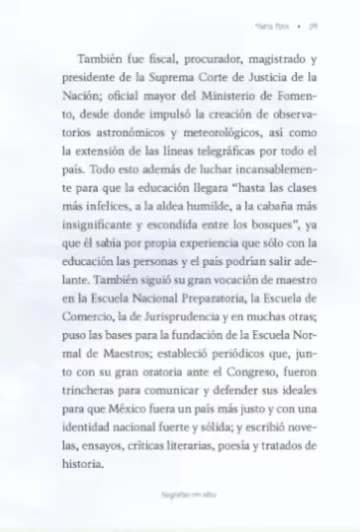 También fue fiscal, procurador, magistrado y
presidente de la Suprema Corte de Justicia de la
Nación; oficial mayor del Ministerio de Fomen-
to, desde donde impulsó la creación de observa-
torios astronómicos y meteorológicos, así como
la extensión de las líneas telegráficas por todo el
país. Todo esto además de luchar incansablemen-
te para que la educación llegara “hasta las clases
más infelices, a la aldea humilde, a la cabaña más
insignificante y escondida entre los bosques”, ya
que él sabía por propia experiencia que sólo con la
educación las personas y el país podrían salir ade-
lante. También siguió su gran vocación de maestro
en la Escuela Nacional Preparatoria, la Escuela de
Comercio, la de Jurisprudencia y en muchas otras;
puso las bases para la fundación de la Escuela Nor-
mal de Maestros; estableció periódicos que, jun-
to con su gran oratoria ante el Congreso, fueron
trincheras para comunicar y defender sus ideales
para que México fuera un país más justo y con una
identidad nacional fuerte y sólida; y escribió nove-
las, ensayos, críticas literarias, poesía y tratados de
historia.